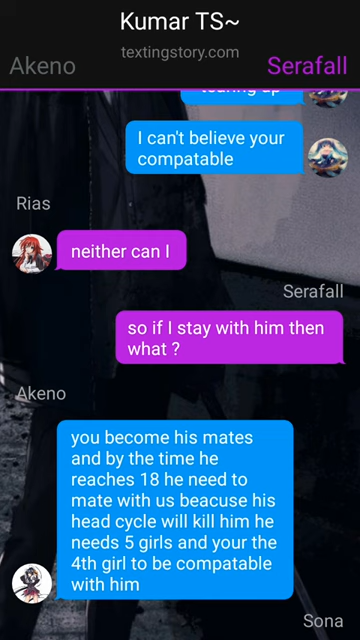 Kumar TS~
textingstory.com
Akeno
Serafall
tearing up
I can't believe your
compatable
Rias
neither can I
Serafall
so if I stay with him then
what ?
Akeno
you become his mates
and by the time he
reaches 18 he need to
mate with us beacuse his
head cycle will kill him he
needs 5 girls and your the
4th girl to be compatable
with him
Sona